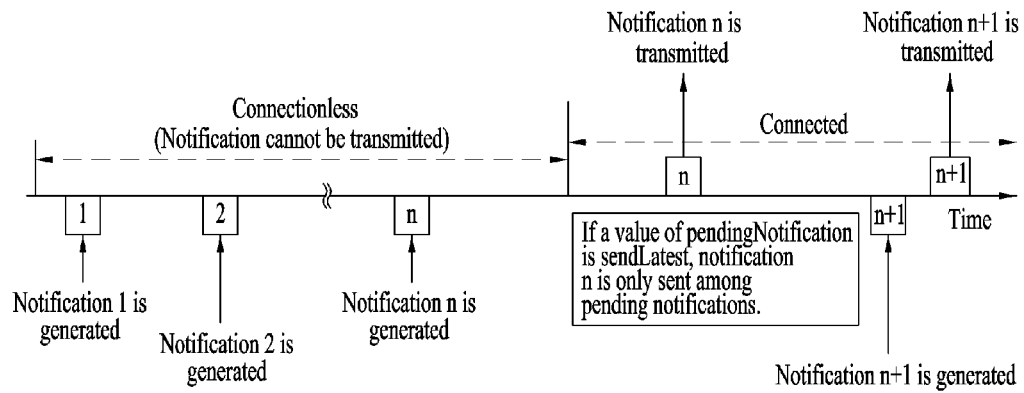 Notification n is
transmitted
Notification n+1 is
transmitted
Connectionless
(Notification cannot be transmitted)
Connected
n
n+1
1
2
n
n+1
Time
If a value of pendingNotification
is sendLatest, notification
n is only sent among
pending notifications.
Notification 1 is
generated
Notification 2 is
generated
Notification n is
generated
Notification n+1 is generated